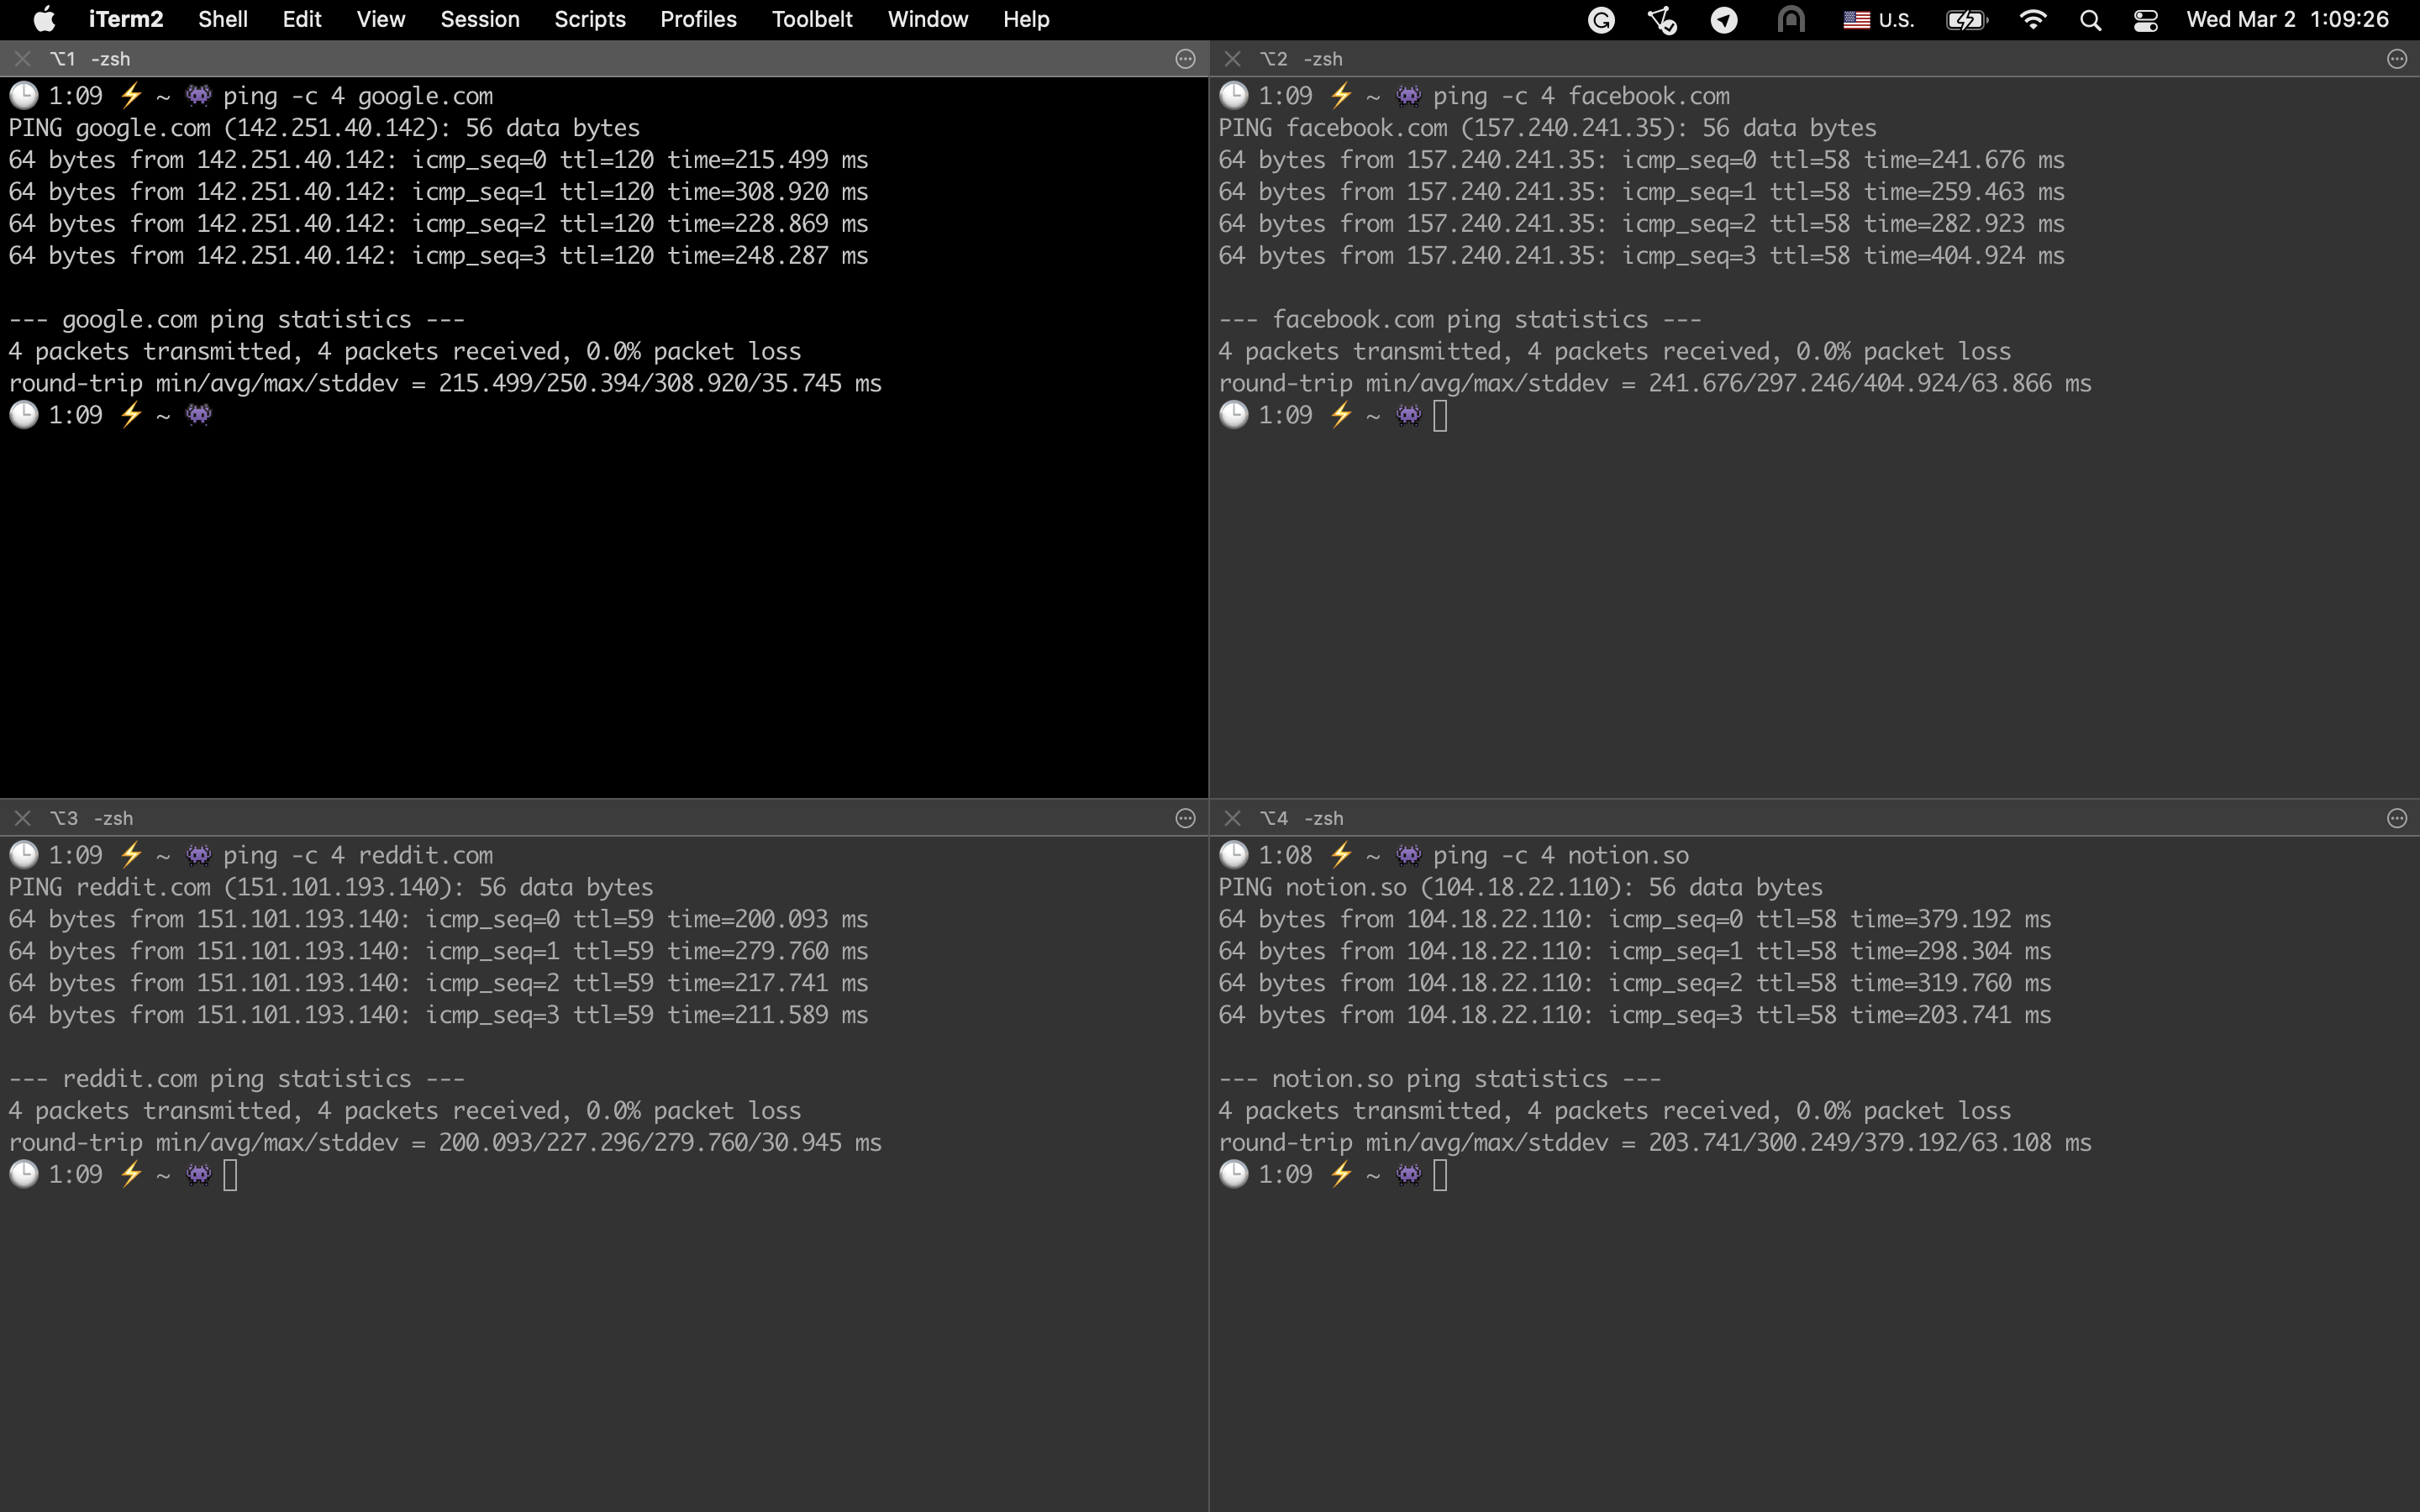 iTerm2 Shell Edit View Session Scripts Profiles Toolbelt Window Help U.S. Wed Mar 2 1:09:26
⌥1 -zsh
1:09 ⚡ ~ 👾 ping -c 4 google.com
PING google.com (142.251.40.142): 56 data bytes
64 bytes from 142.251.40.142: icmp_seq=0 ttl=120 time=215.499 ms
64 bytes from 142.251.40.142: icmp_seq=1 ttl=120 time=308.920 ms
64 bytes from 142.251.40.142: icmp_seq=2 ttl=120 time=228.869 ms
64 bytes from 142.251.40.142: icmp_seq=3 ttl=120 time=248.287 ms
--- google.com ping statistics ---
4 packets transmitted, 4 packets received, 0.0% packet loss
round-trip min/avg/max/stddev = 215.499/250.394/308.920/35.745 ms
1:09 ⚡ ~ 👾
⌥2 -zsh
1:09 ⚡ ~ 👾 ping -c 4 facebook.com
PING facebook.com (157.240.241.35): 56 data bytes
64 bytes from 157.240.241.35: icmp_seq=0 ttl=58 time=241.676 ms
64 bytes from 157.240.241.35: icmp_seq=1 ttl=58 time=259.463 ms
64 bytes from 157.240.241.35: icmp_seq=2 ttl=58 time=282.923 ms
64 bytes from 157.240.241.35: icmp_seq=3 ttl=58 time=404.924 ms
--- facebook.com ping statistics ---
4 packets transmitted, 4 packets received, 0.0% packet loss
round-trip min/avg/max/stddev = 241.676/297.246/404.924/63.866 ms
1:09 ⚡ ~ 👾
⌥3 -zsh
1:09 ⚡ ~ 👾 ping -c 4 reddit.com
PING reddit.com (151.101.193.140): 56 data bytes
64 bytes from 151.101.193.140: icmp_seq=0 ttl=59 time=200.093 ms
64 bytes from 151.101.193.140: icmp_seq=1 ttl=59 time=279.760 ms
64 bytes from 151.101.193.140: icmp_seq=2 ttl=59 time=217.741 ms
64 bytes from 151.101.193.140: icmp_seq=3 ttl=59 time=211.589 ms
--- reddit.com ping statistics ---
4 packets transmitted, 4 packets received, 0.0% packet loss
round-trip min/avg/max/stddev = 200.093/227.296/279.760/30.945 ms
1:09 ⚡ ~ 👾
⌥4 -zsh
1:08 ⚡ ~ 👾 ping -c 4 notion.so
PING notion.so (104.18.22.110): 56 data bytes
64 bytes from 104.18.22.110: icmp_seq=0 ttl=58 time=379.192 ms
64 bytes from 104.18.22.110: icmp_seq=1 ttl=58 time=298.304 ms
64 bytes from 104.18.22.110: icmp_seq=2 ttl=58 time=319.760 ms
64 bytes from 104.18.22.110: icmp_seq=3 ttl=58 time=203.741 ms
--- notion.so ping statistics ---
4 packets transmitted, 4 packets received, 0.0% packet loss
round-trip min/avg/max/stddev = 203.741/300.249/379.192/63.108 ms
1:09 ⚡ ~ 👾